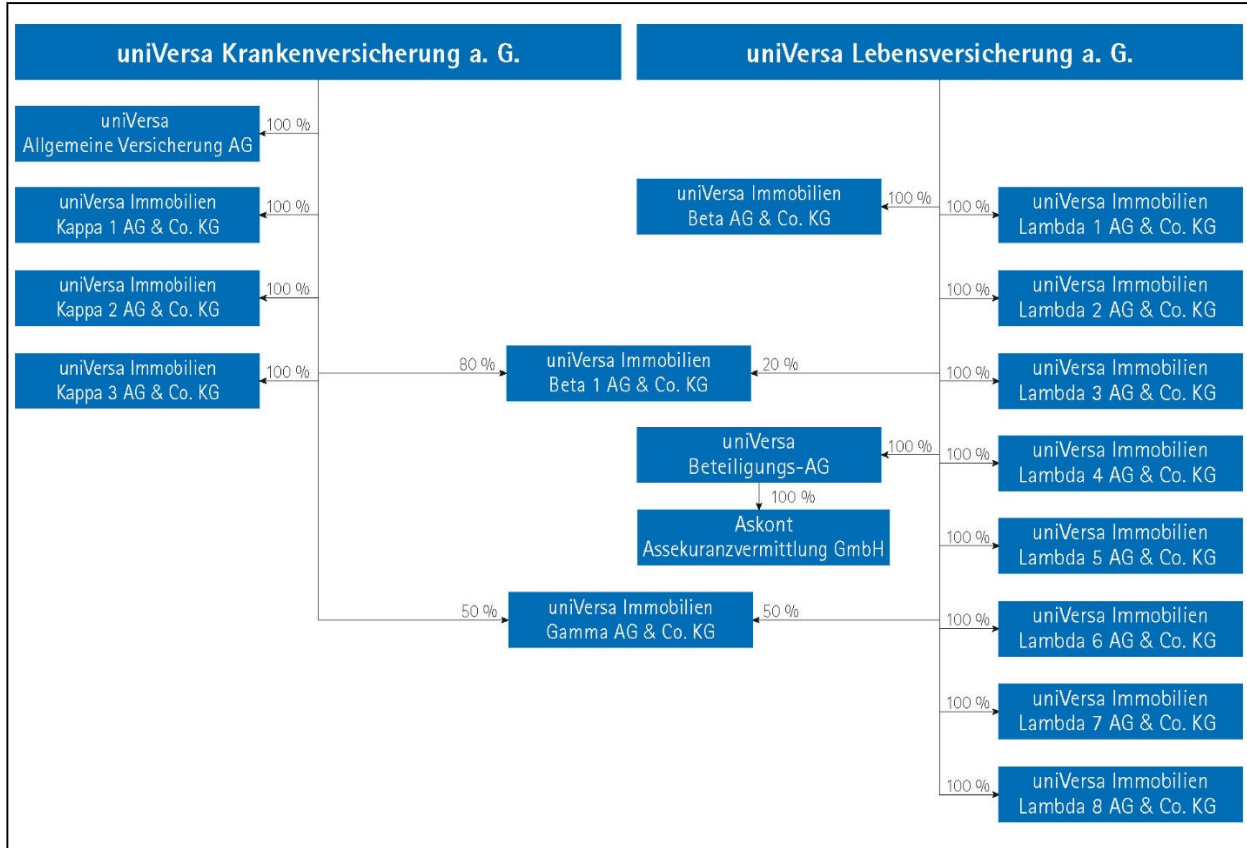 uniVersa Krankenversicherung a. G.
uniVersa Lebensversicherung a. G.
uniVersa
Allgemeine Versicherung AG
100 %
uniVersa Immobilien
Kappa 1 AG & Co. KG
100 %
uniVersa Immobilien
Beta AG & Co. KG
100 %
100 %
uniVersa Immobilien
Lambda 1 AG & Co. KG
uniVersa Immobilien
Kappa 2 AG & Co. KG
100 %
100 %
uniVersa Immobilien
Lambda 2 AG & Co. KG
uniVersa Immobilien
Kappa 3 AG & Co. KG
100 %
80 %
uniVersa Immobilien
Beta 1 AG & Co. KG
20 %
100 %
uniVersa Immobilien
Lambda 3 AG & Co. KG
uniVersa
Beteiligungs-AG
100 %
100 %
uniVersa Immobilien
Lambda 4 AG & Co. KG
100 %
Askont
Assekuranzvermittlung GmbH
100 %
uniVersa Immobilien
Lambda 5 AG & Co. KG
50 %
uniVersa Immobilien
Gamma AG & Co. KG
50 %
100 %
uniVersa Immobilien
Lambda 6 AG & Co. KG
100 %
uniVersa Immobilien
Lambda 7 AG & Co. KG
100 %
uniVersa Immobilien
Lambda 8 AG & Co. KG